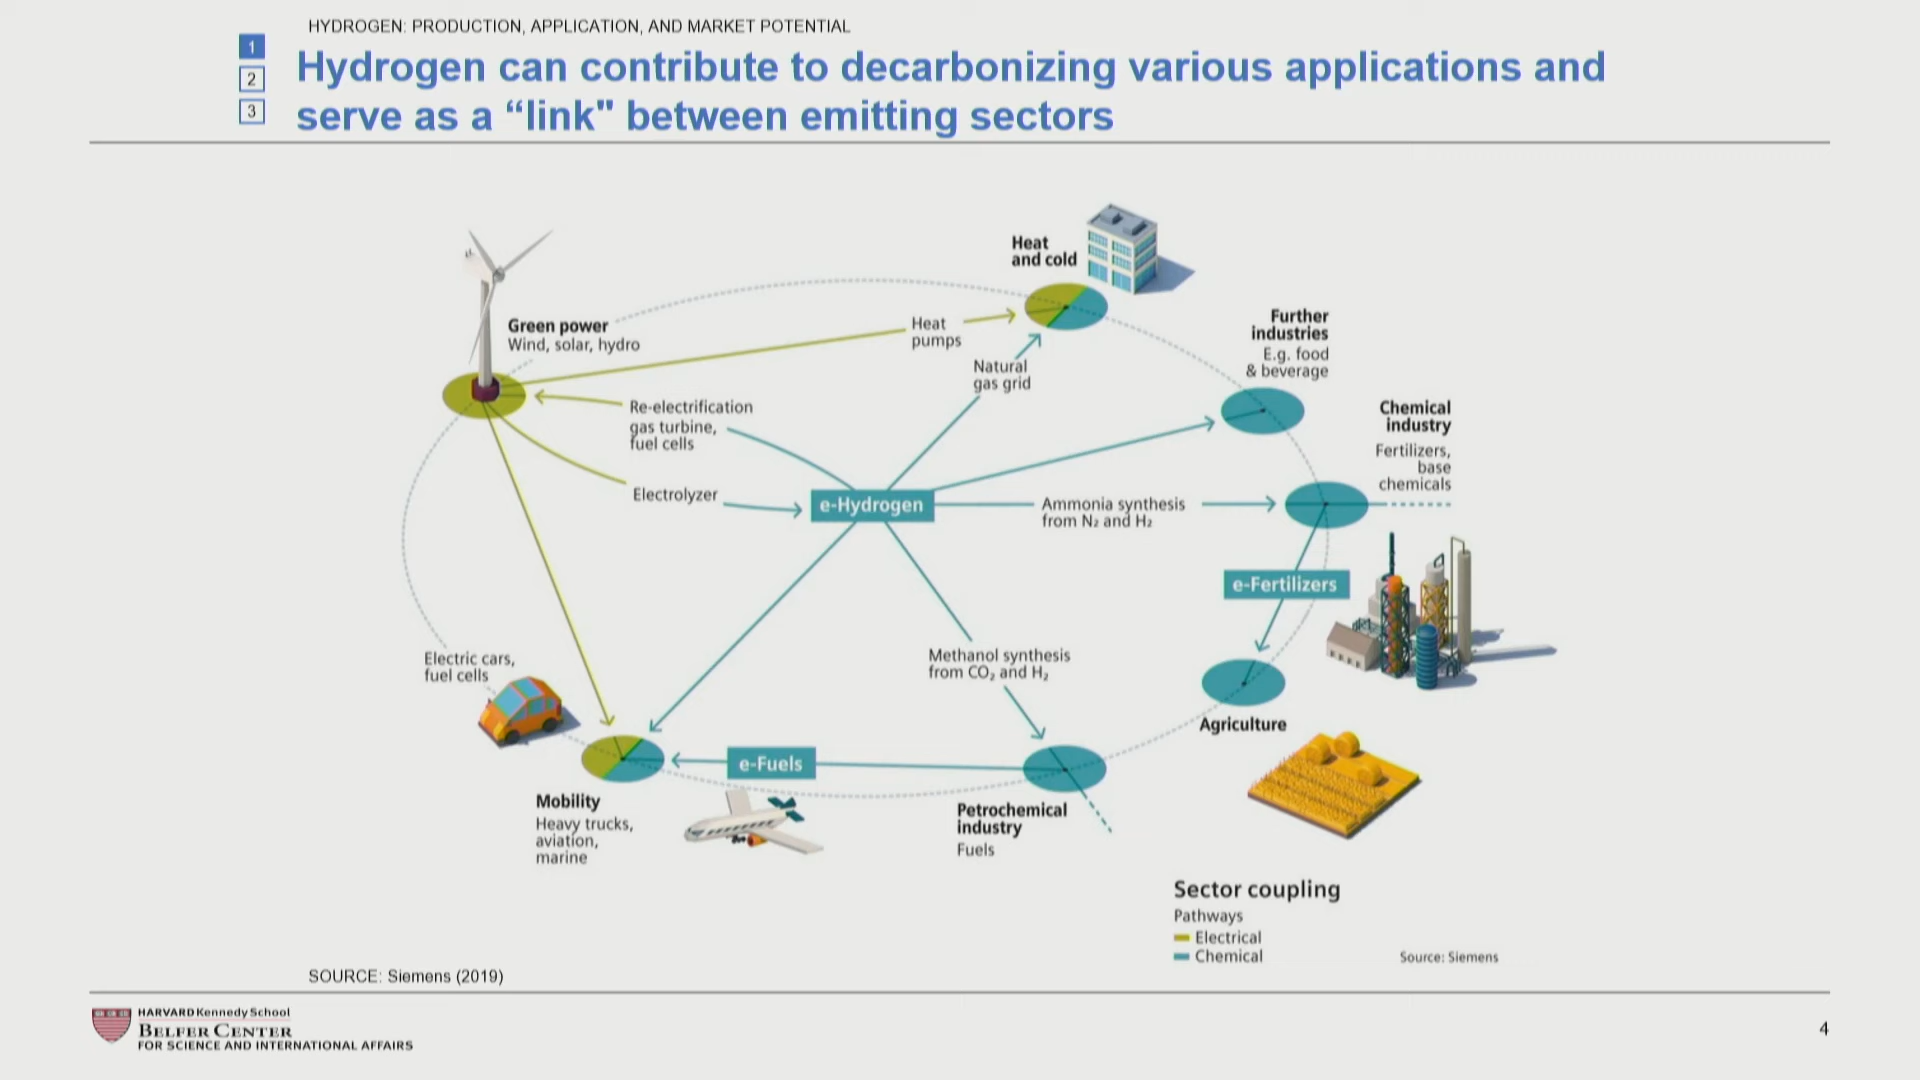 HYDROGEN: PRODUCTION, APPLICATION, AND MARKET POTENTIAL
1
2
3
Hydrogen can contribute to decarbonizing various applications and
serve as a “link" between emitting sectors
Heat
and cold
Green power
Wind, solar, hydro
Heat
pumps
Further
industries
E.g. food
& beverage
Natural
gas grid
Re-electrification
gas turbine,
fuel cells
Chemical
industry
Fertilizers,
base
chemicals
Electrolyzer
e-Hydrogen
Ammonia synthesis
from N₂ and H₂
e-Fertilizers
Electric cars,
fuel cells
Methanol synthesis
from CO₂ and H₂
Agriculture
e-Fuels
Mobility
Heavy trucks,
aviation,
marine
Petrochemical
industry
Fuels
Sector coupling
Pathways
Electrical
Chemical
Source: Siemens
SOURCE: Siemens (2019)
HARVARD Kennedy School
BELFER CENTER
FOR SCIENCE AND INTERNATIONAL AFFAIRS
4